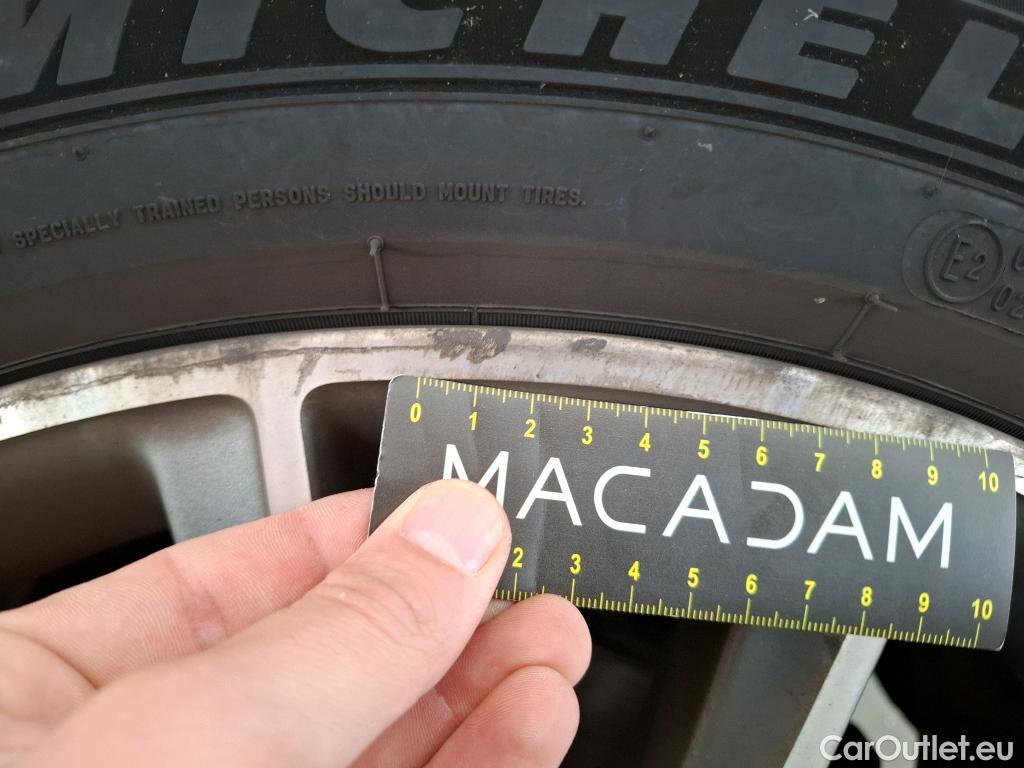 MICHEL
SPECIALLY TRAINED PERSONS SHOULD MOUNT TIRES.
E2
02
0 1 2 3 4 5 6 7 8 9 10
MACADAM
2 3 4 5 6 7 8 9 10
CarOutlet.eu